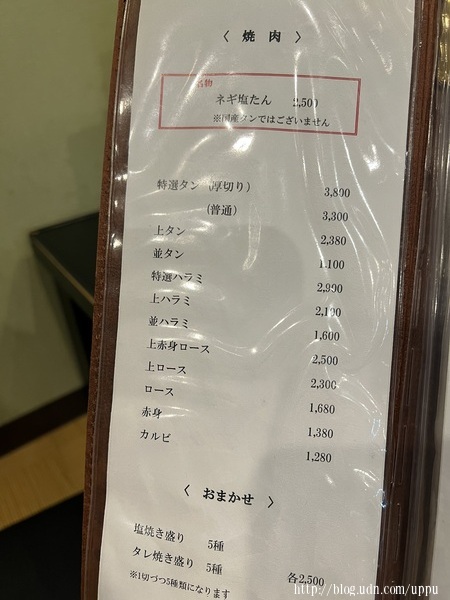 〈 焼 肉 〉
名物
ネギ塩たん 2,500
※国産タンではございません
特選タン（厚切り） 3,800
（普通） 3,300
上タン 2,380
並タン 1,100
特選ハラミ 2,990
上ハラミ 2,190
並ハラミ 1,600
上赤身ロース 2,500
上ロース 2,300
ロース 1,680
赤身 1,380
カルビ 1,280
〈 おまかせ 〉
塩焼き盛り 5種
タレ焼き盛り 5種 各2,500
※1切づつ5種類になります
http://blog.udn.com/uppu